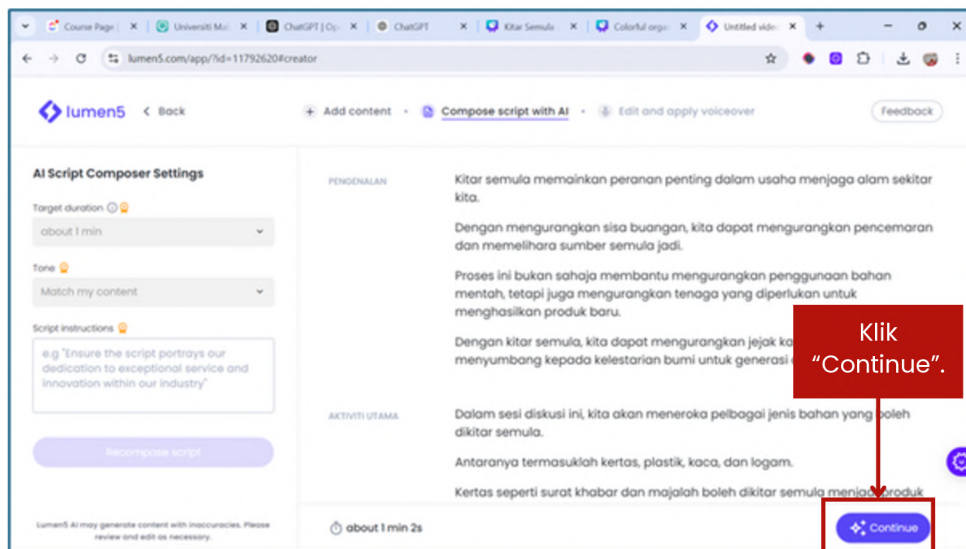 Course Page |
Universiti Mal
ChatGPT | Op
ChatGPT
Kitar Semula
Colorful orga
Untitled vide
lumen5.com/app/?id=11792620#creator
lumen5
Back
Add content
Compose script with AI
Edit and apply voiceover
Feedback
AI Script Composer Settings
Target duration
about 1 min
Tone
Match my content
Script instructions
e.g "Ensure the script portrays our
dedication to exceptional service and
innovation within our industry"
Recompose script
Lumen5 AI may generate content with inaccuracies. Please
review and edit as necessary.
PENGENALAN
Kitar semula memainkan peranan penting dalam usaha menjaga alam sekitar
kita.
Dengan mengurangkan sisa buangan, kita dapat mengurangkan pencemaran
dan memelihara sumber semula jadi.
Proses ini bukan sahaja membantu mengurangkan penggunaan bahan
mentah, tetapi juga mengurangkan tenaga yang diperlukan untuk
menghasilkan produk baru.
Dengan kitar semula, kita dapat mengurangkan jejak
menyumbang kepada kelestarian bumi untuk generasi
AKTIVITI UTAMA
Dalam sesi diskusi ini, kita akan meneroka pelbagai jenis bahan yang boleh
dikitar semula.
Antaranya termasuklah kertas, plastik, kaca, dan logam.
Kertas seperti surat khabar dan majalah boleh dikitar semula menjadi produk
about 1 min 2s
Continue
Klik
“Continue”.